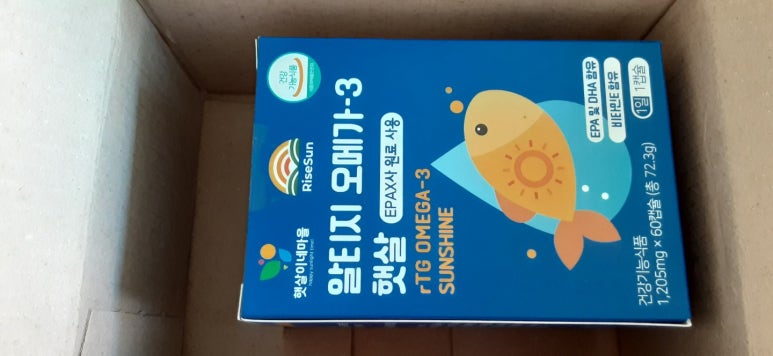 햇살이네마을
RiseSun
건강
기능식품
알티지 오메가-3
햇살
EPAX사 원료 사용
rTG OMEGA-3
SUNSHINE
EPA 및 DHA 함유
비타민E 함유
1일 1캡슐
건강기능식품
1,205mg × 60캡슐 (총 72.3g)